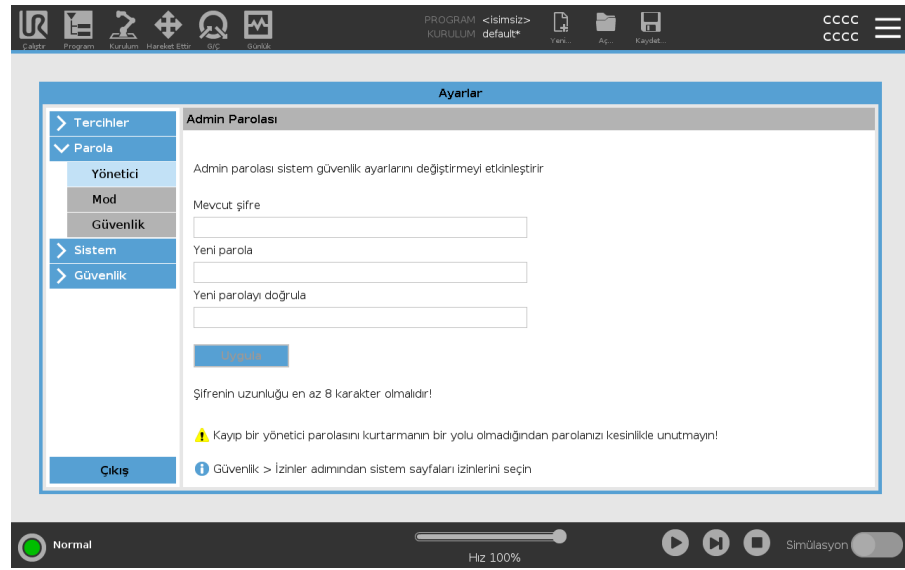 PROGRAM <isimsiz>
KURULUM default*
cccc
cccc
Çalıştır Program Kurulum Hareket Ettir G/Ç Günlük Yeni... Aç... Kaydet...
Ayarlar
Tercihler
Parola
Yönetici
Mod
Güvenlik
Sistem
Güvenlik
Çıkış
Admin Parolası
Admin parolası sistem güvenlik ayarlarını değiştirmeyi etkinleştirir
Mevcut şifre
Yeni parola
Yeni parolayı doğrula
Uygula
Şifrenin uzunluğu en az 8 karakter olmalıdır!
Kayıp bir yönetici parolasını kurtarmanın bir yolu olmadığından parolanızı kesinlikle unutmayın!
Güvenlik > İzinler adımından sistem sayfaları izinlerini seçin
Normal
Hız 100%
Simülasyon